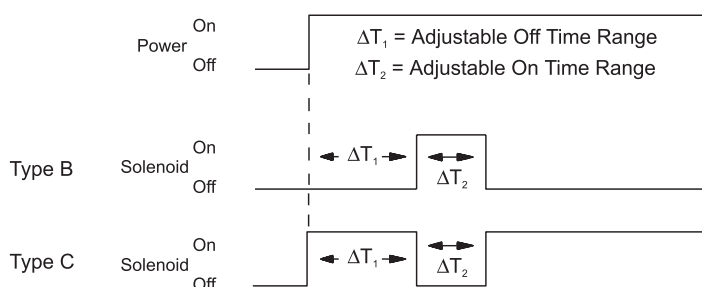 On
Power
Off
ΔT₁ = Adjustable Off Time Range
ΔT₂ = Adjustable On Time Range
Type B
Solenoid
On
Off
ΔT₁
ΔT₂
Type C
Solenoid
On
Off
ΔT₁
ΔT₂